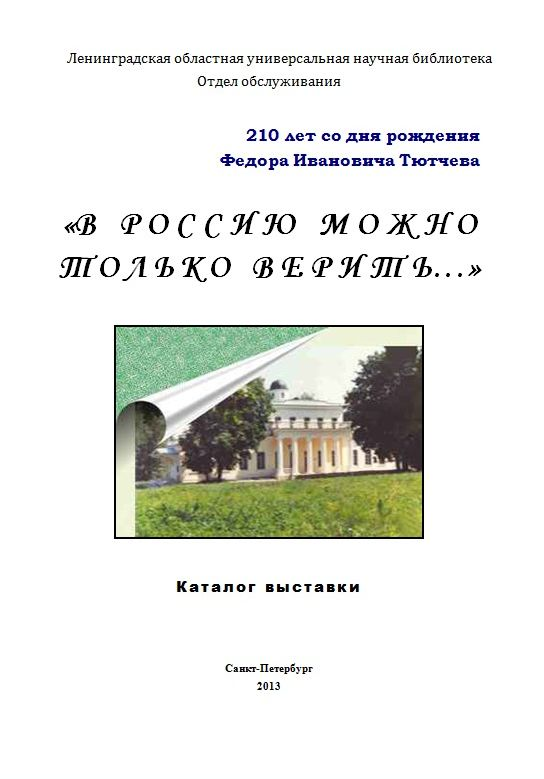 Ленинградская областная универсальная научная библиотека
Отдел обслуживания
210 лет со дня рождения
Федора Ивановича Тютчева
«В РОССИЮ МОЖНО
ТОЛЬКО ВЕРИТЬ...»
Каталог выставки
Санкт-Петербург
2013